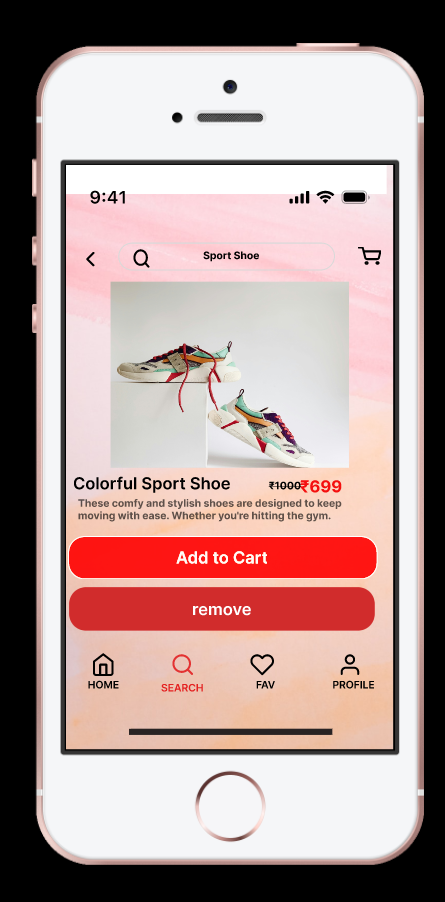 9:41
Sport Shoe
Colorful Sport Shoe ₹1000 ₹699
These comfy and stylish shoes are designed to keep
moving with ease. Whether you're hitting the gym.
Add to Cart
remove
HOME SEARCH FAV PROFILE